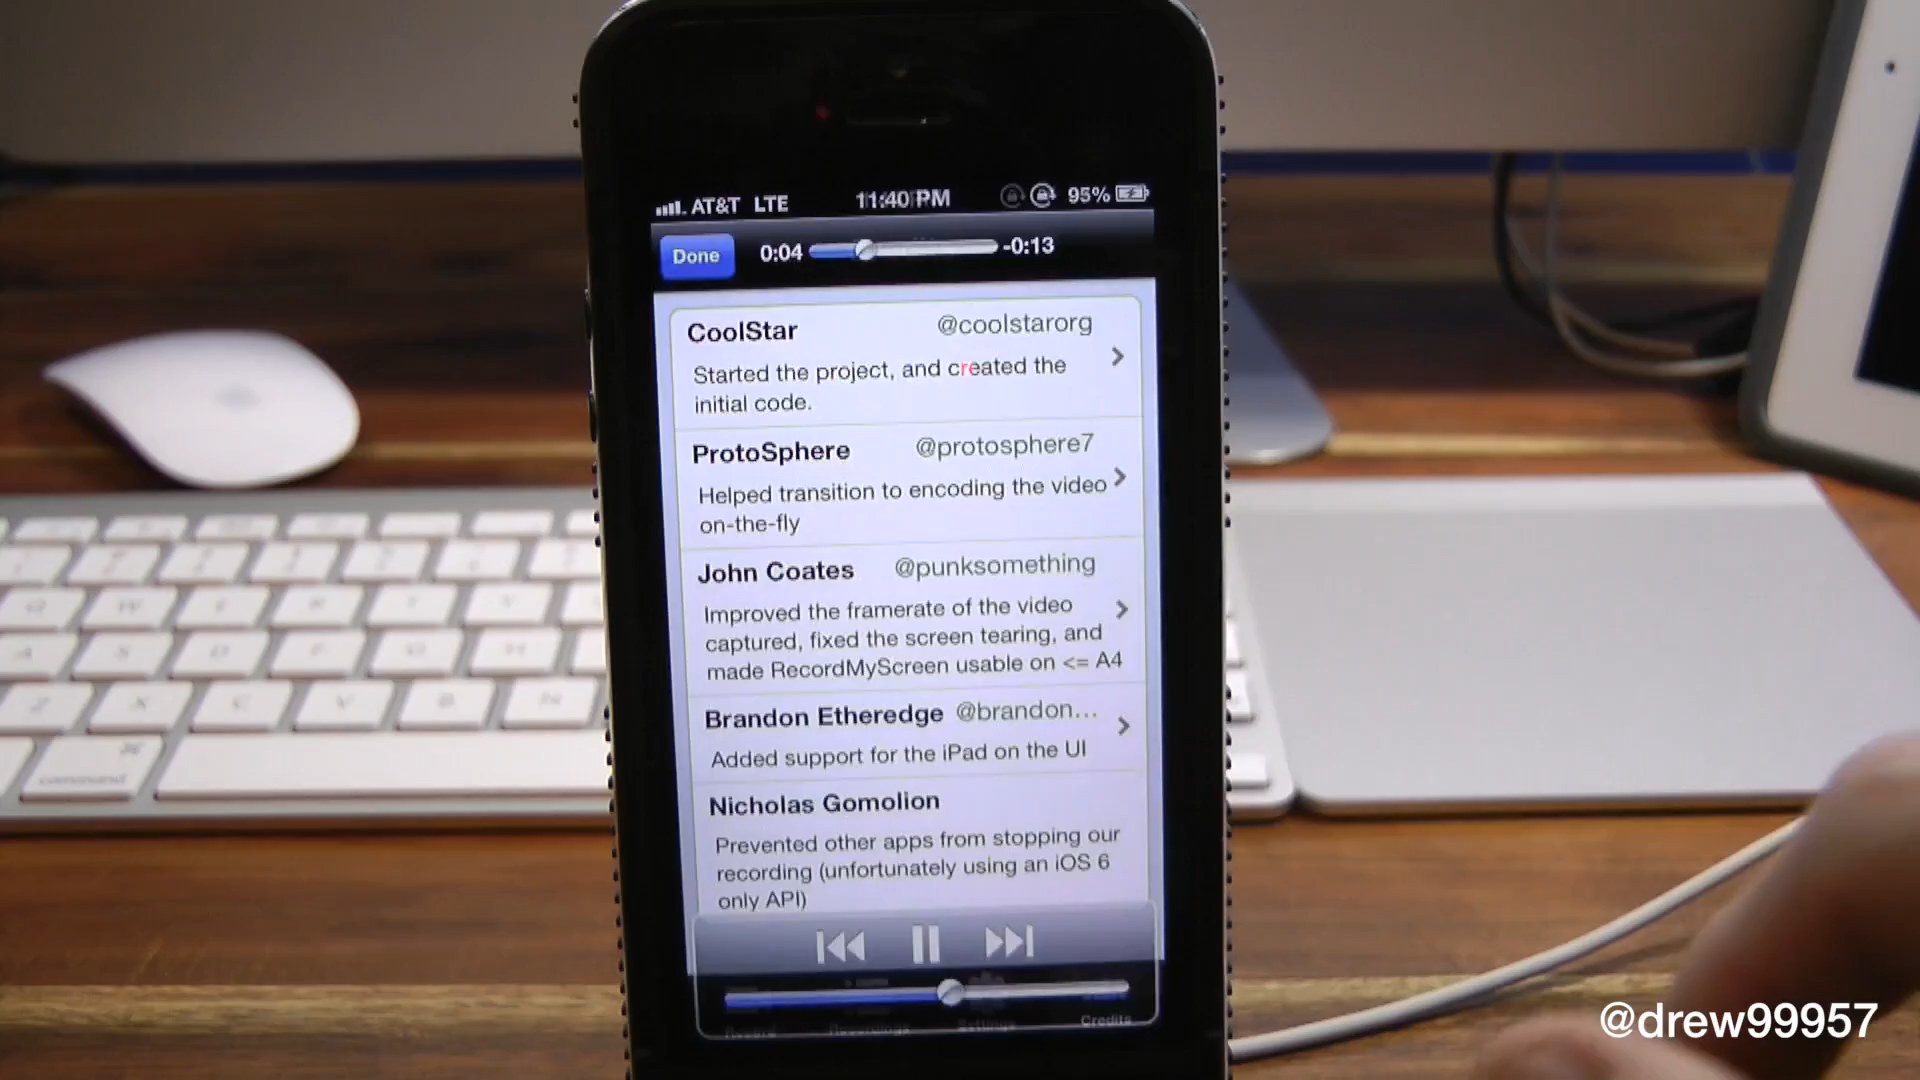 AT&T LTE 11:40 PM 95%
Done 0:04 -0:13
CoolStar @coolstarorg
Started the project, and created the
initial code.
ProtoSphere @protosphere7
Helped transition to encoding the video
on-the-fly
John Coates @punksomething
Improved the framerate of the video
captured, fixed the screen tearing, and
made RecordMyScreen usable on <= A4
Brandon Etheredge @brandon...
Added support for the iPad on the UI
Nicholas Gomolion
Prevented other apps from stopping our
recording (unfortunately using an iOS 6
only API)
Record Recordings Settings Credits
command
@drew99957